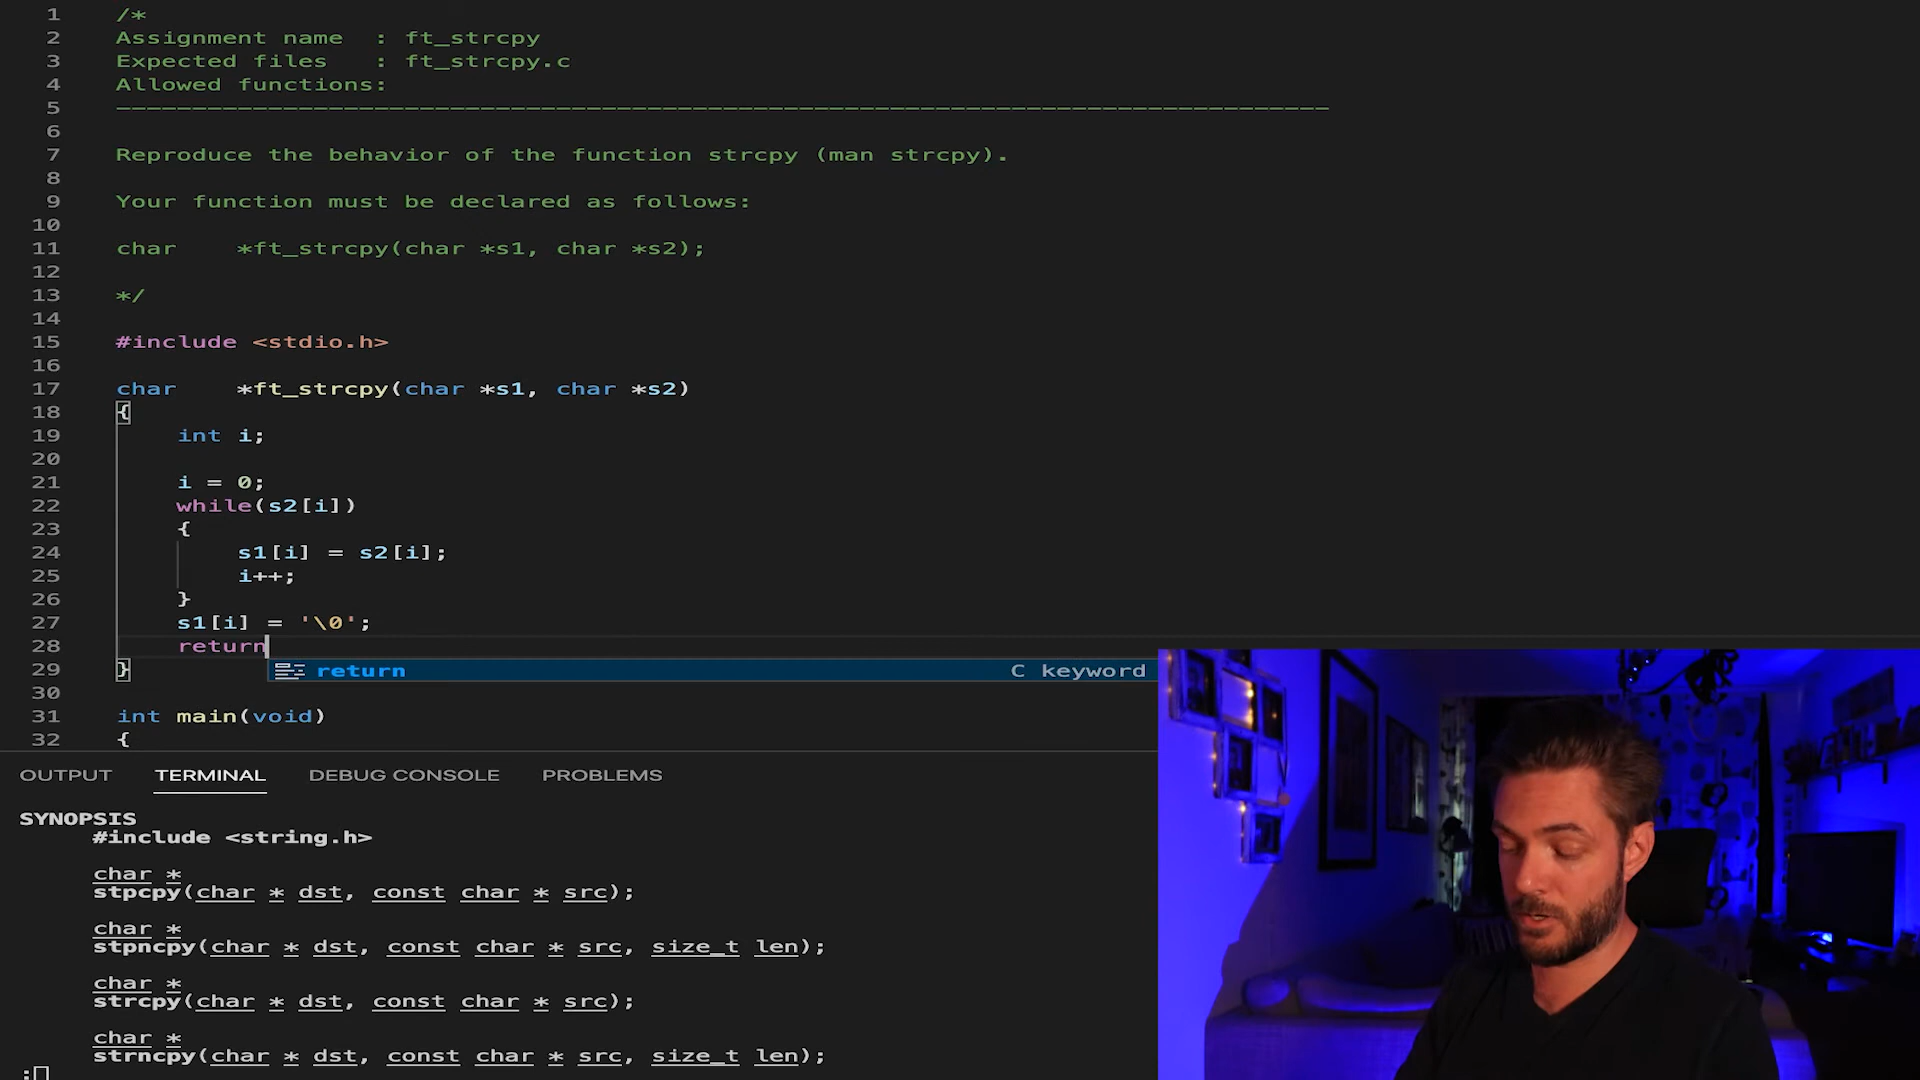 1 /*
2 Assignment name : ft_strcpy
3 Expected files : ft_strcpy.c
4 Allowed functions:
5 --------------------------------------------------------------------------------
6
7 Reproduce the behavior of the function strcpy (man strcpy).
8
9 Your function must be declared as follows:
10
11 char *ft_strcpy(char *s1, char *s2);
12
13 */
14
15 #include <stdio.h>
16
17 char *ft_strcpy(char *s1, char *s2)
18 {
19 int i;
20
21 i = 0;
22 while(s2[i])
23 {
24 s1[i] = s2[i];
25 i++;
26 }
27 s1[i] = '\0';
28 return
29 }
return C keyword
30
31 int main(void)
32 {
OUTPUT TERMINAL DEBUG CONSOLE PROBLEMS
SYNOPSIS
#include <string.h>
char *
stpcpy(char * dst, const char * src);
char *
stpncpy(char * dst, const char * src, size_t len);
char *
strcpy(char * dst, const char * src);
char *
strncpy(char * dst, const char * src, size_t len);
: